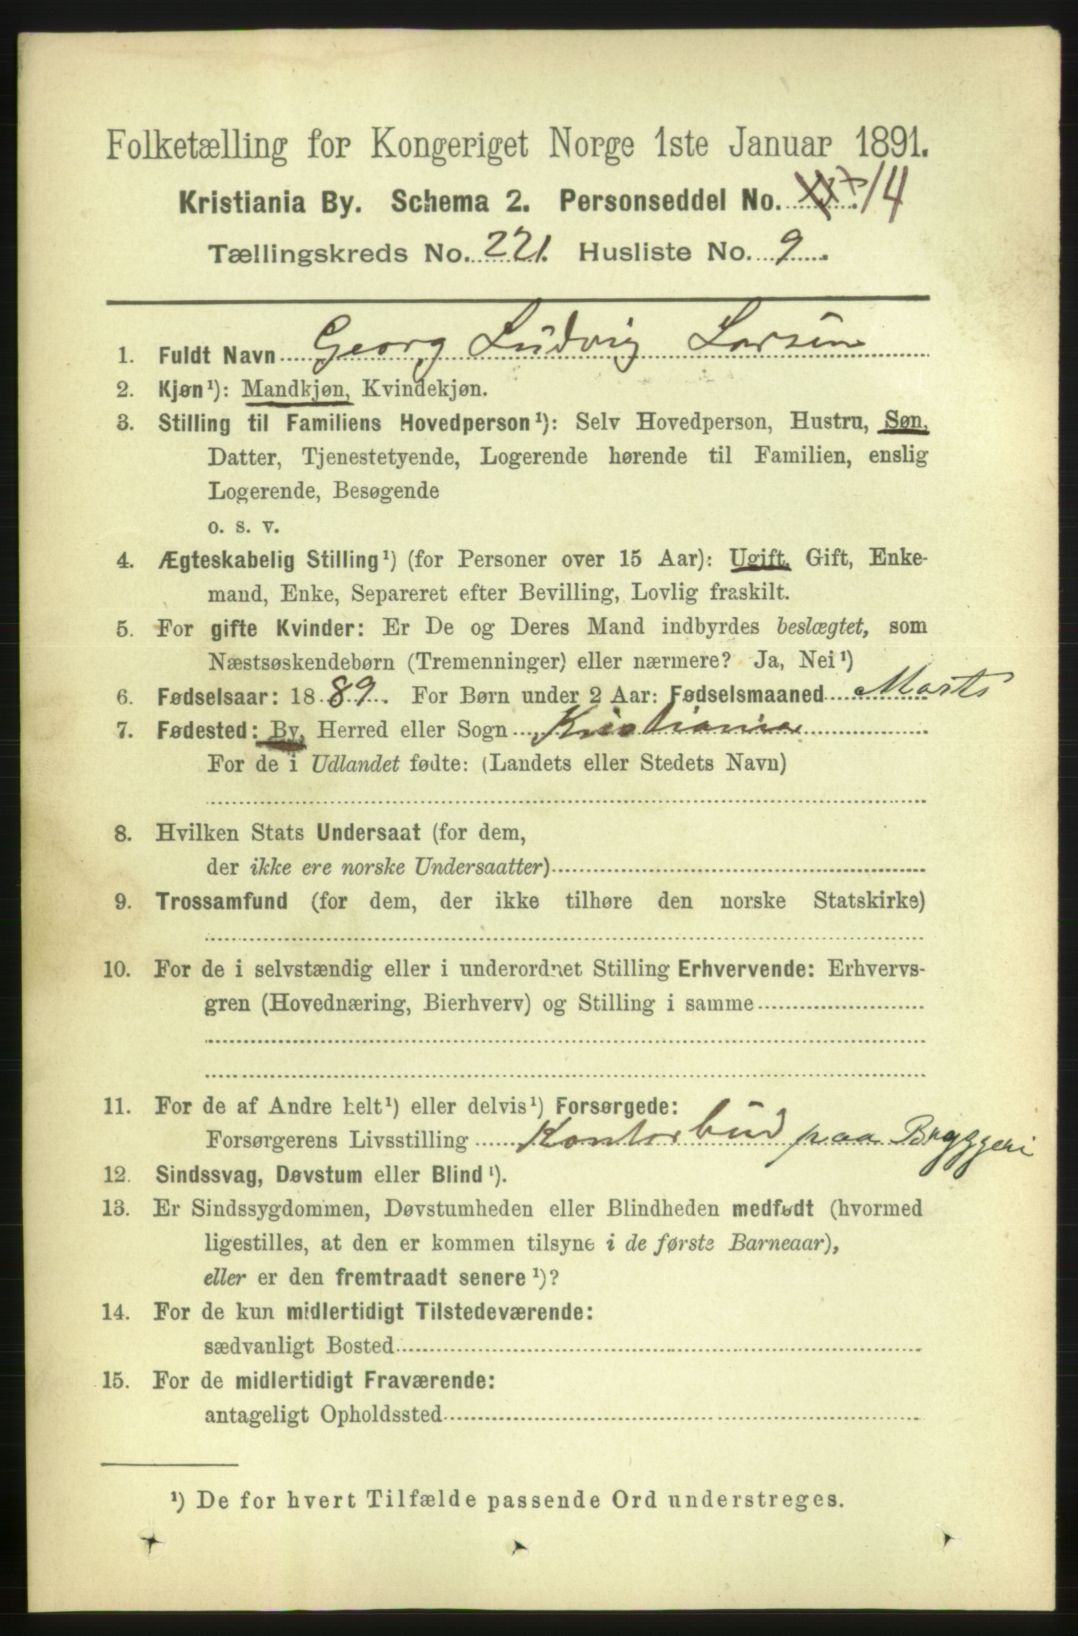 Folketælling for Kongeriget Norge 1ste Januar 1891.
Kristiania By. Schema 2. Personseddel No. 14
Tællingskreds No. 221. Husliste No. 9
1. Fuldt Navn Georg Ludvig Larsen
2. Kjøn¹): Mandkjøn, Kvindekjøn.
3. Stilling til Familiens Hovedperson¹): Selv Hovedperson, Hustru, Søn,
Datter, Tjenestetyende, Logerende hørende til Familien, enslig
Logerende, Besøgende
o. s. v.
4. Ægteskabelig Stilling¹) (for Personer over 15 Aar): Ugift, Gift, Enke-
mand, Enke, Separeret efter Bevilling, Lovlig fraskilt.
5. For gifte Kvinder: Er De og Deres Mand indbyrdes beslægtet, som
Næstsøskendebørn (Tremenninger) eller nærmere? Ja, Nei¹)
6. Fødselsaar: 1889. For Børn under 2 Aar: Fødselsmaaned Marts
7. Fødested: By, Herred eller Sogn Kristiania
For de i Udlandet fødte: (Landets eller Stedets Navn)
8. Hvilken Stats Undersaat (for dem,
der ikke ere norske Undersaatter)
9. Trossamfund (for dem, der ikke tilhøre den norske Statskirke)
10. For de i selvstændig eller i underordnet Stilling Erhvervende: Erhvervs-
gren (Hovednæring, Bierhverv) og Stilling i samme
11. For de af Andre helt¹) eller delvis¹) Forsørgede:
Forsørgerens Livsstilling Kontorbud paa Bryggeri
12. Sindssvag, Døvstum eller Blind¹).
13. Er Sindssygdommen, Døvstumheden eller Blindheden medfødt (hvormed
ligestilles, at den er kommen tilsyne i de første Barneaar),
eller er den fremtraadt senere¹)?
14. For de kun midlertidigt Tilstedeværende:
sædvanligt Bosted
15. For de midlertidigt Fraværende:
antageligt Opholdssted
¹) De for hvert Tilfælde passende Ord understreges.